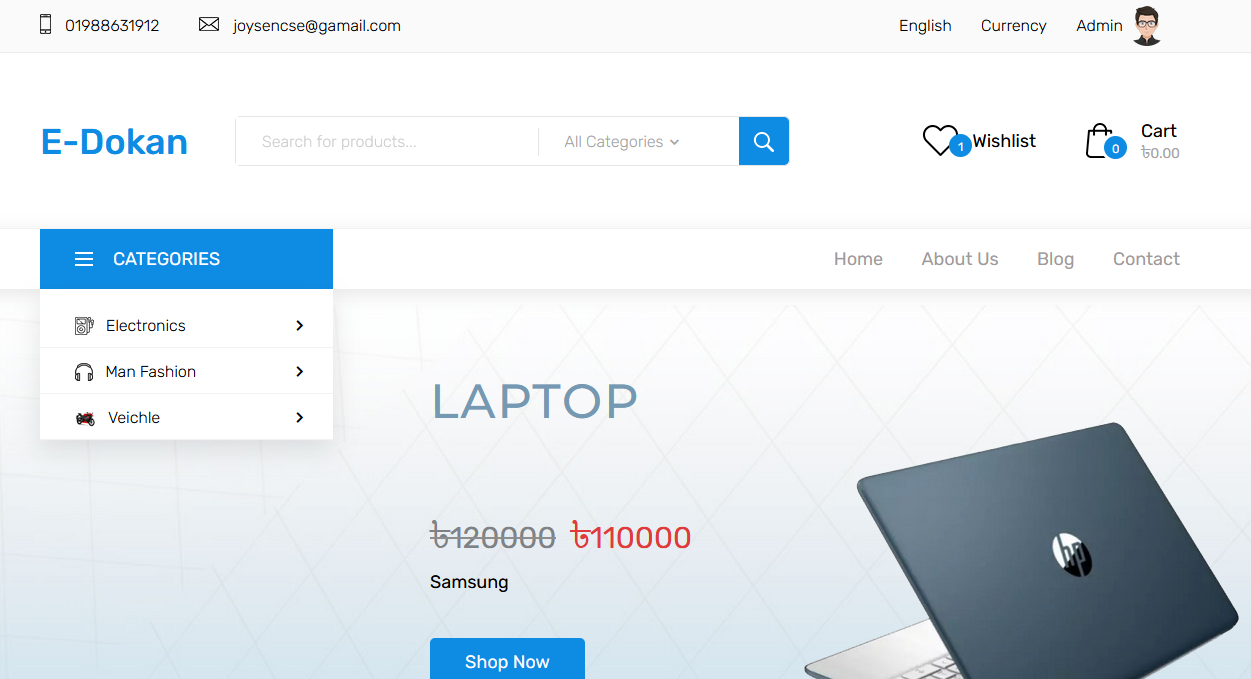 01988631912 joysencse@gamail.com English Currency Admin
E-Dokan Search for products... All Categories 1 Wishlist 0 Cart
৳0.00
CATEGORIES Home About Us Blog Contact
Electronics
Man Fashion
Veichle
LAPTOP
৳120000 ৳110000
Samsung
hp
Shop Now